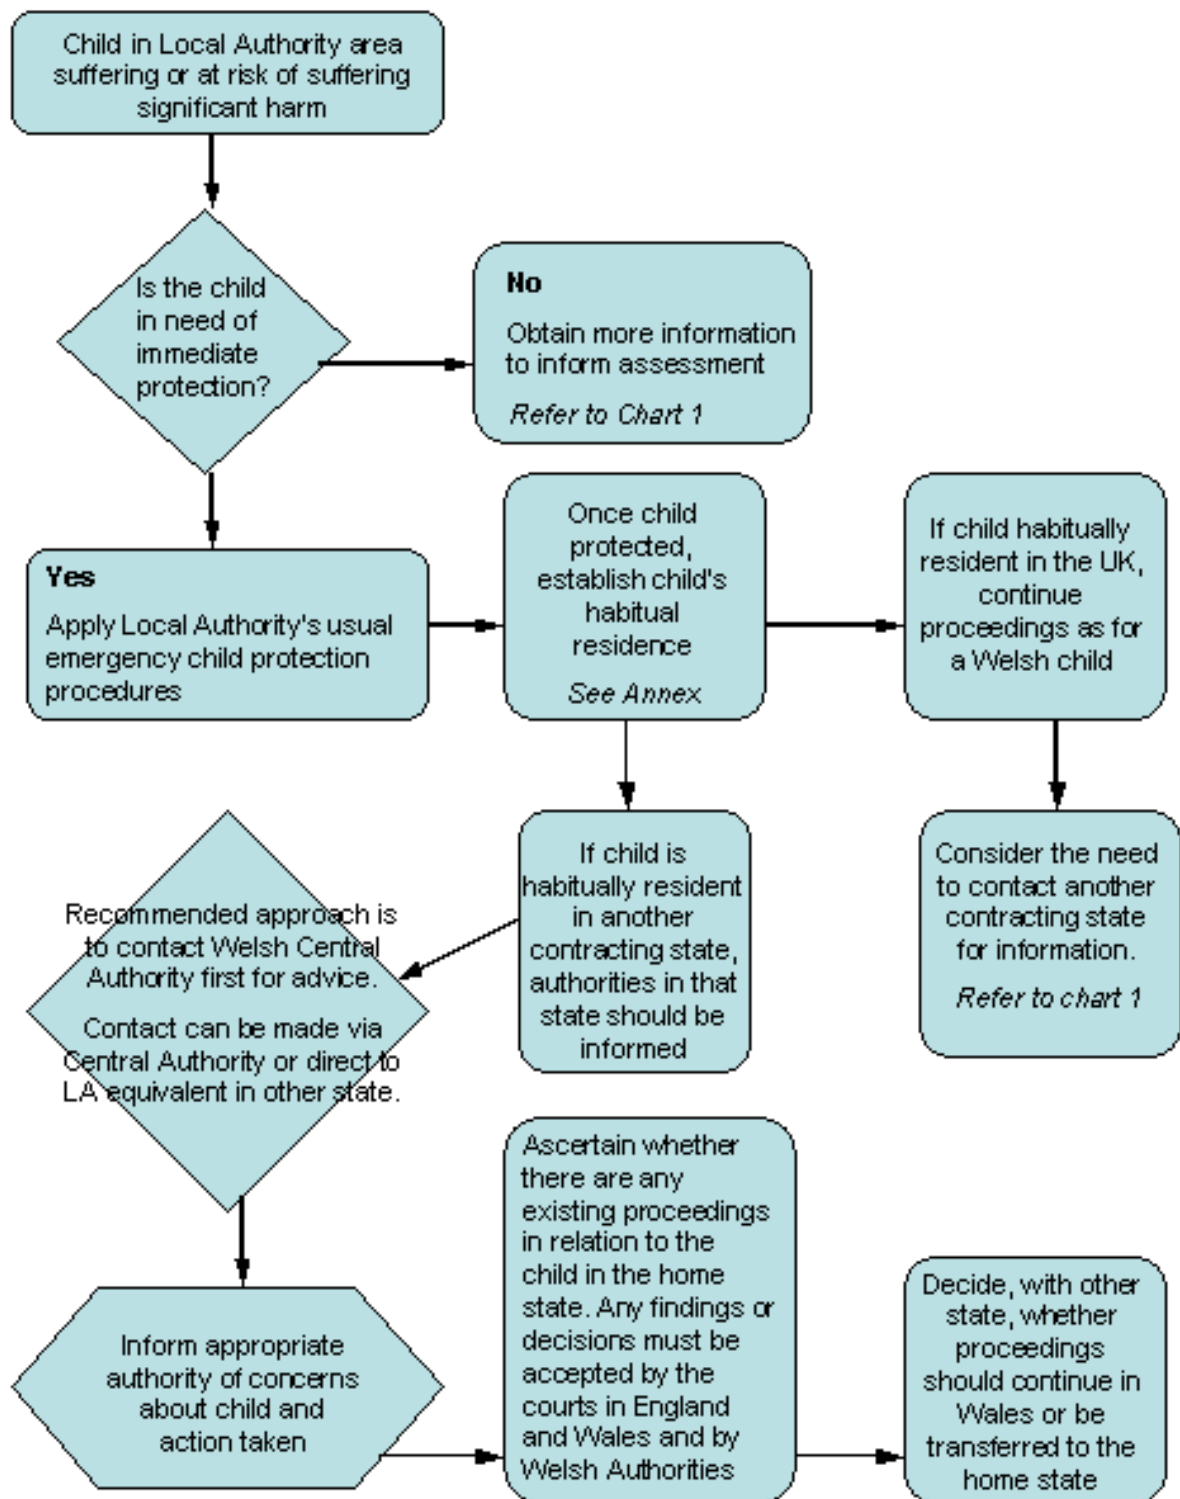 Child in Local Authority area
suffering or at risk of suffering
significant harm
Is the child
in need of
immediate
protection?
No
Obtain more information
to inform assessment
Refer to Chart 1
Yes
Apply Local Authority's usual
emergency child protection
procedures
Once child
protected,
establish child's
habitual
residence
See Annex
If child habitually
resident in the UK,
continue
proceedings as for
a Welsh child
Recommended approach is
to contact Welsh Central
Authority first for advice.
Contact can be made via
Central Authority or direct to
LA equivalent in other state.
If child is
habitually resident
in another
contracting state,
authorities in that
state should be
informed
Consider the need
to contact another
contracting state
for information.
Refer to chart 1
Inform appropriate
authority of concerns
about child and
action taken
Ascertain whether
there are any
existing proceedings
in relation to the
child in the home
state. Any findings or
decisions must be
accepted by the
courts in England
and Wales and by
Welsh Authorities
Decide, with other
state, whether
proceedings
should continue in
Wales or be
transferred to the
home state